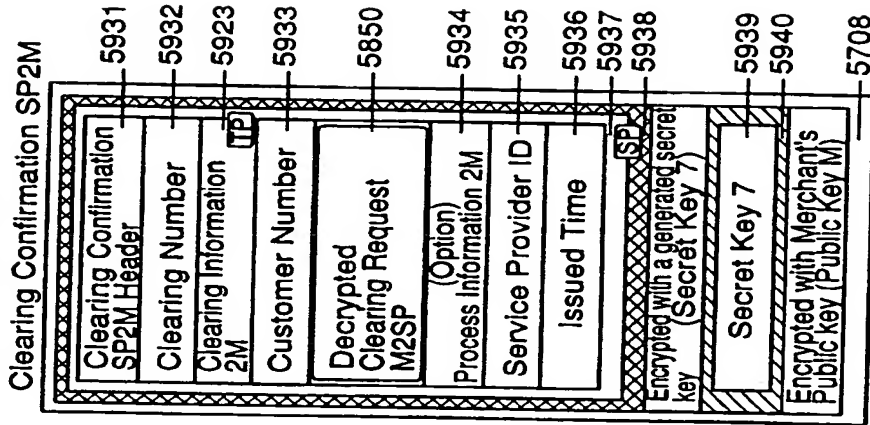 Clearing Confirmation SP2M
Clearing Confirmation
SP2M Header
5931
Clearing Number
5932
Clearing Information
2M
TP
5923
Customer Number
5933
Decrypted
Clearing Request
M2SP
5850
(Option)
Process Information 2M
5934
Service Provider ID
5935
Issued Time
5936
5937
SP
5938
Encrypted with a generated secret
key (Secret Key 7)
Secret Key 7
5939
5940
Encrypted with Merchant's
Public key (Public Key M)
5708